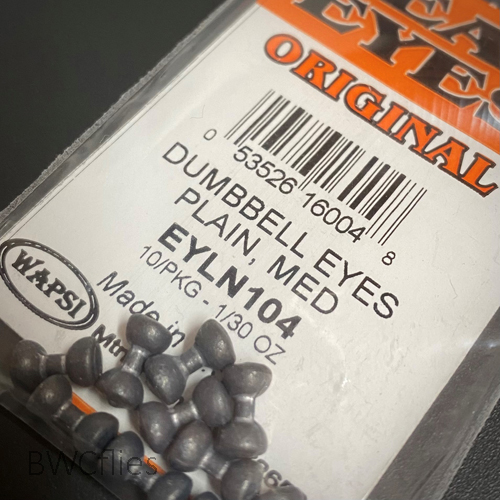 EYES
ORIGINAL
0 53526 16004 8
DUMBBELL EYES
PLAIN, MED
EYLN104
10/PKG - 1/30 OZ
WAPSI
Made in
Mtn
BWCflies